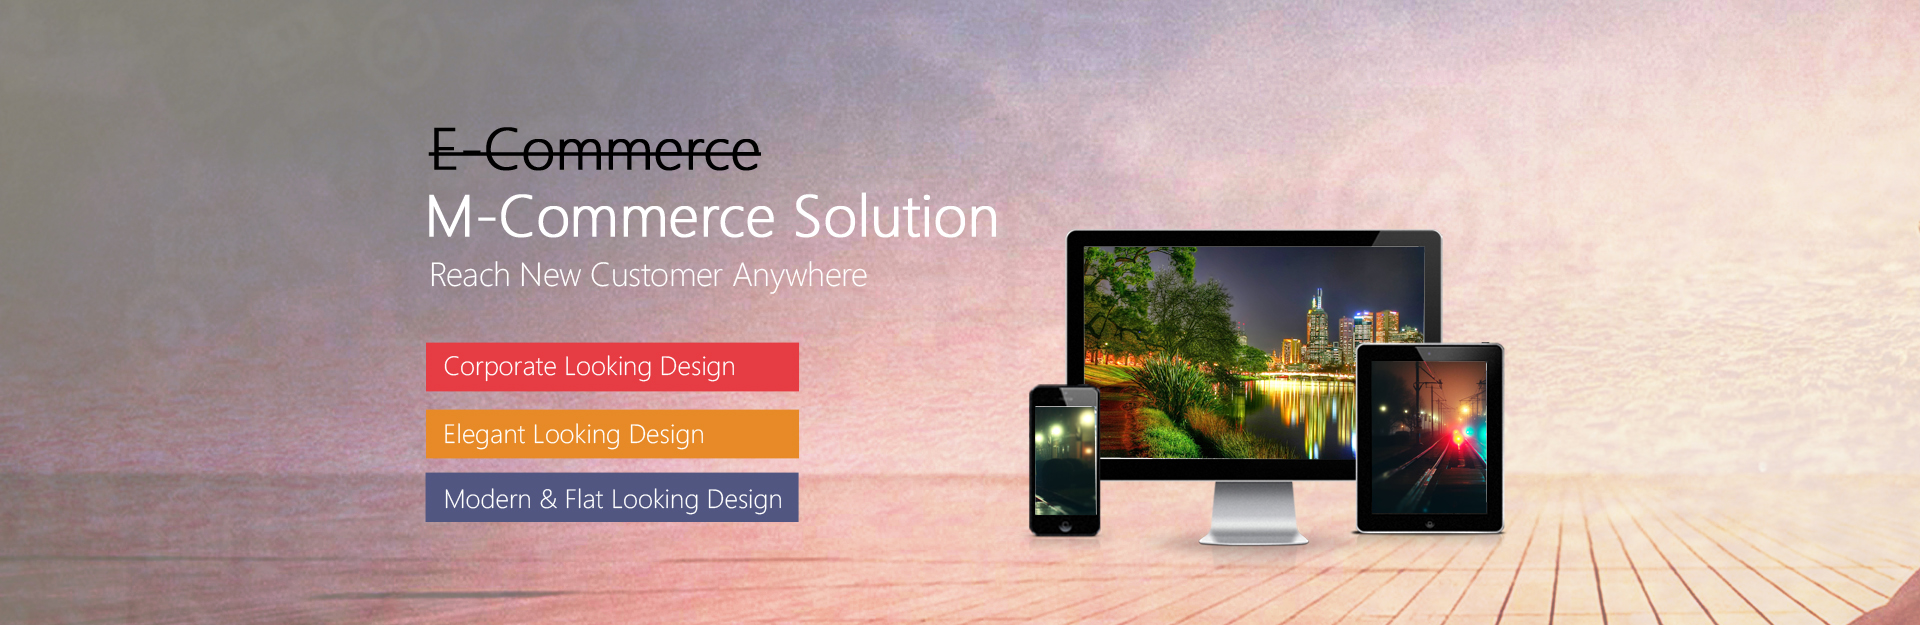 E-Commerce
M-Commerce Solution
Reach New Customer Anywhere
Corporate Looking Design
Elegant Looking Design
Modern & Flat Looking Design